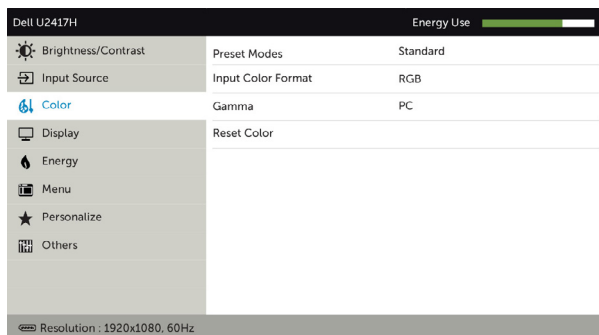 Dell U2417H Energy Use
Brightness/Contrast Preset Modes Standard
Input Source Input Color Format RGB
Color Gamma PC
Display Reset Color
Energy
Menu
Personalize
Others
Resolution : 1920x1080, 60Hz